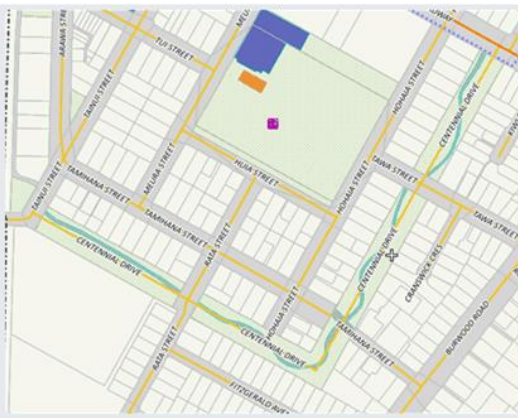 TUI STREET
ARAWA STREET
TAINUI STREET
MEURA STREET
HUIA STREET
HOHAIA STREET
HOHAIA STREET
TAWA STREET
TAWA STREET
TAINUI STREET
TAMIHANA STREET
TAMIHANA STREET
RATA STREET
CENTENNIAL DRIVE
CENTENNIAL DRIVE
CENTENNIAL DRIVE
CENTENNIAL DRIVE
CRANSWICK CRES
HOHAIA STREET
TAMIHANA STREET
BURWOOD ROAD
RATA STREET
FITZGERALD AVE